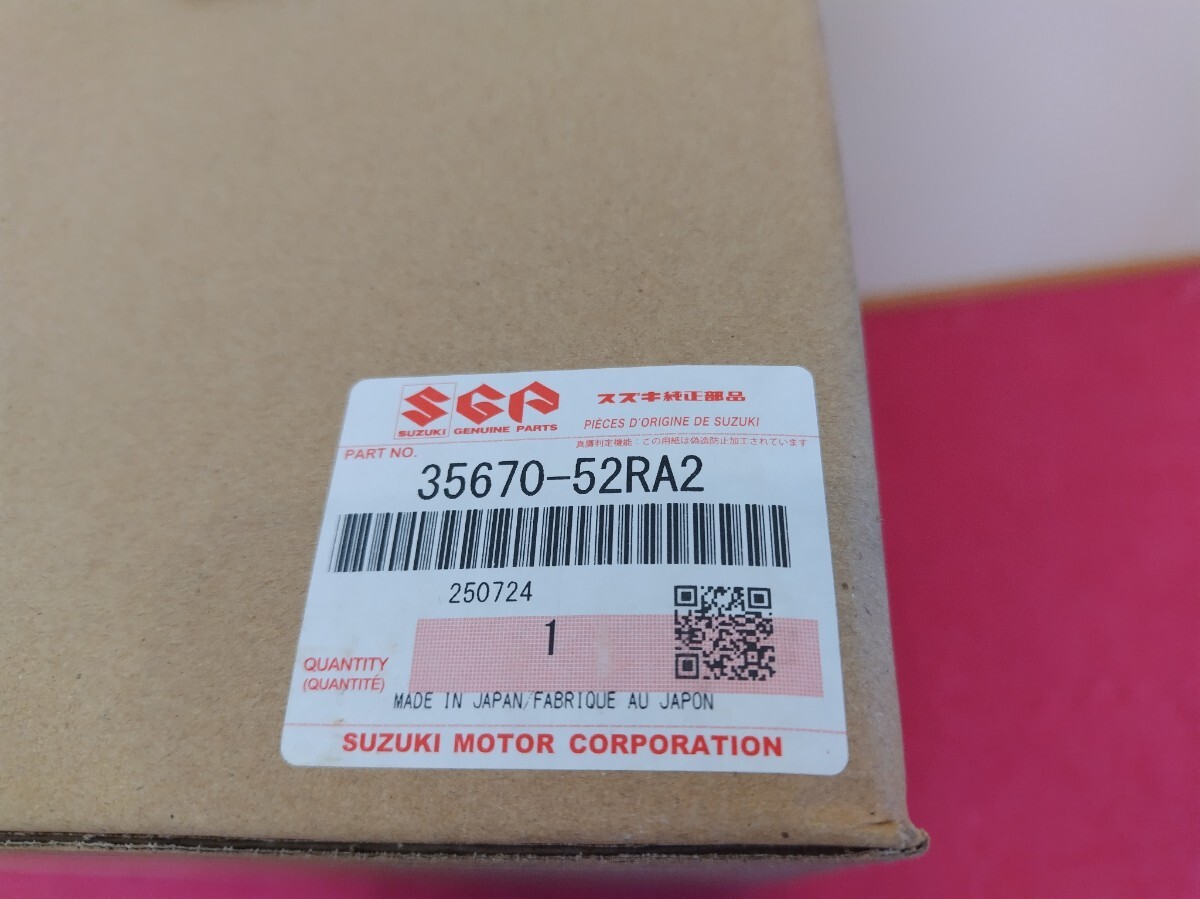 SGP
スズキ純正部品
SUZUKI GENUINE PARTS
PIÈCES D'ORIGINE DE SUZUKI
真贋判定機能:この用紙は偽造防止加工されています
PART NO.
35670-52RA2
250724
1
QUANTITY
(QUANTITÉ)
MADE IN JAPAN/FABRIQUE AU JAPON
SUZUKI MOTOR CORPORATION